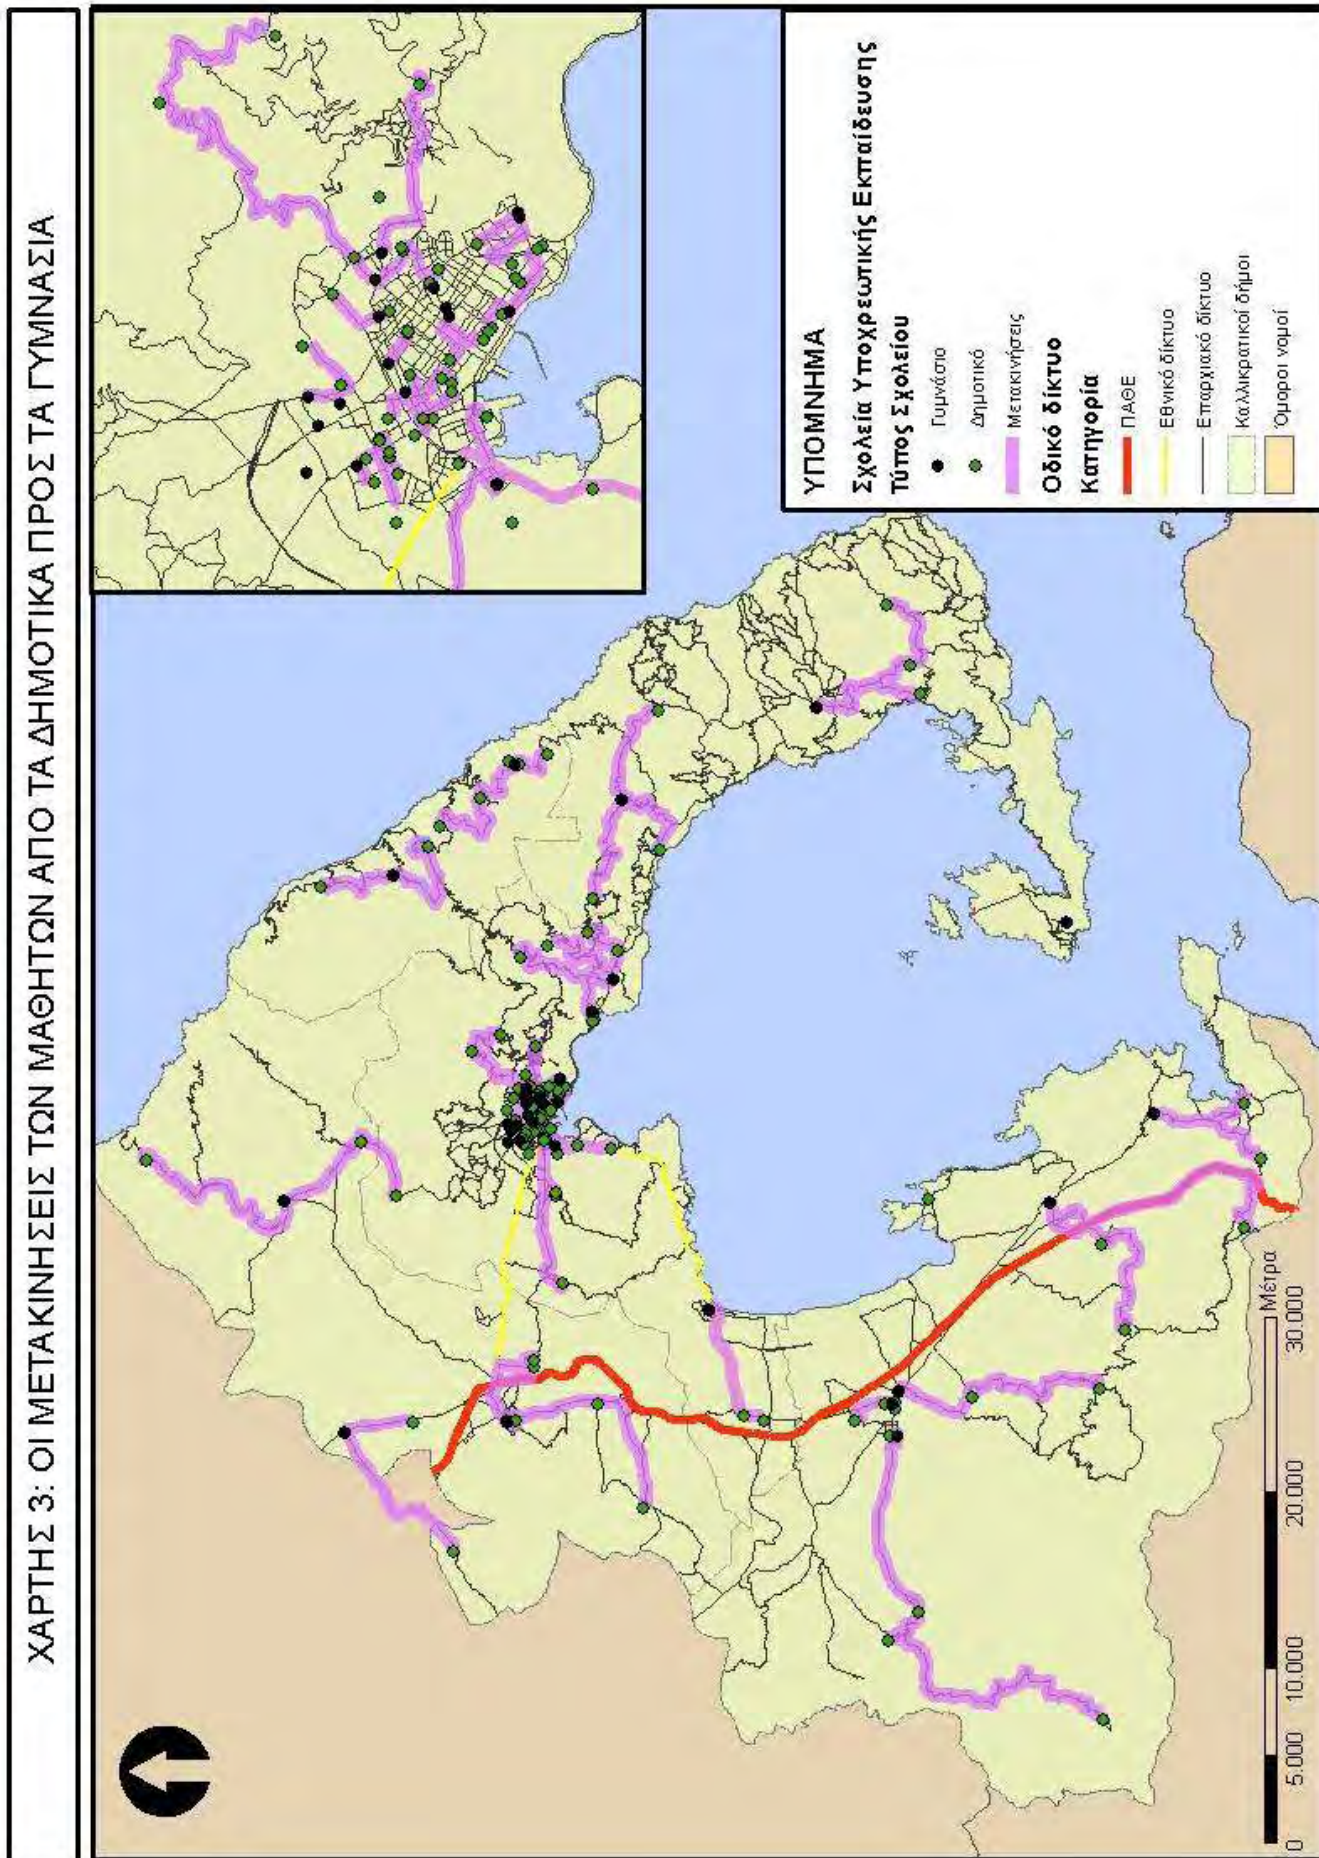 ΧΑΡΤΗΣ 3: ΟΙ ΜΕΤΑΚΙΝΗΣΕΙΣ ΤΩΝ ΜΑΘΗΤΩΝ ΑΠΟ ΤΑ ΔΗΜΟΤΙΚΑ ΠΡΟΣ ΤΑ ΓΥΜΝΑΣΙΑ
ΥΠΟΜΝΗΜΑ
Σχολεία Υποχρεωτικής Εκπαίδευσης
Τύπος Σχολείου
Γυμνάσιο
Δημοτικό
Μετακινήσεις
Οδικό δίκτυο
Κατηγορία
ΠΑΘΕ
Εθνικό δίκτυο
Επαρχιακό δίκτυο
Καλλικρατικοί δήμοι
Όμοροι νομοί
0 5.000 10.000 20.000 30.000
Μέτρα